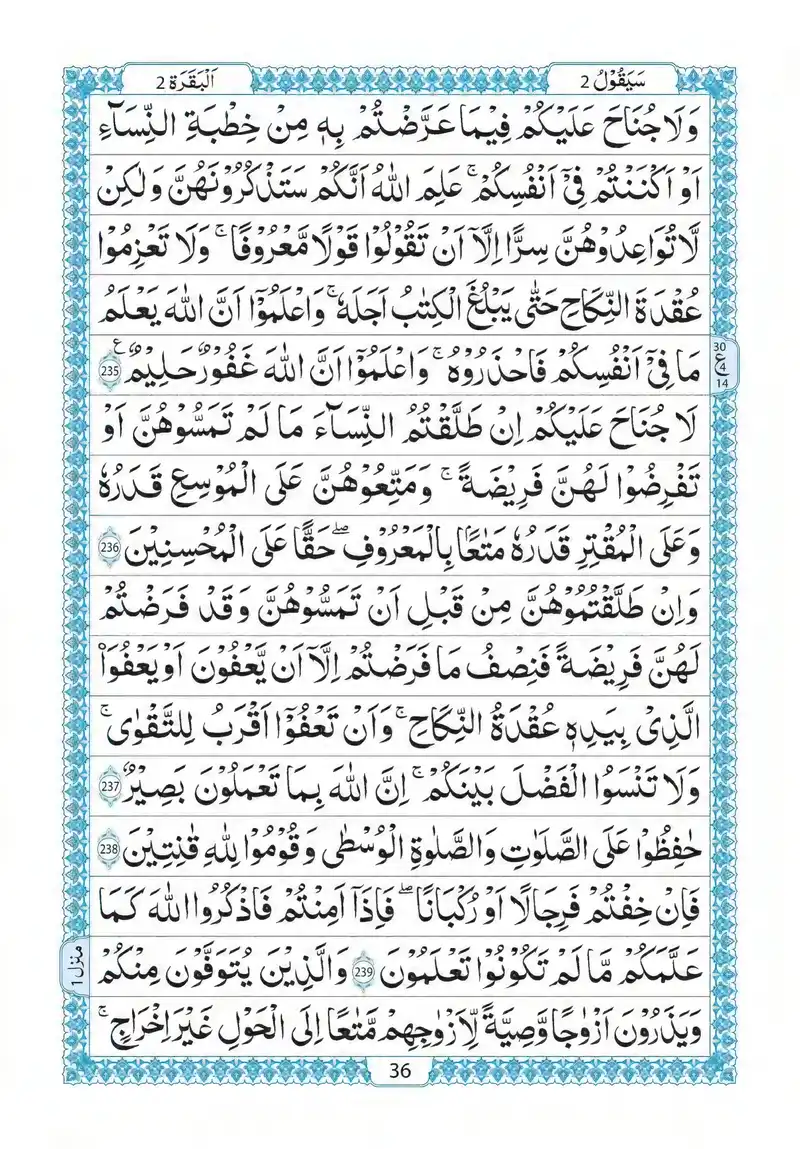 سَيَقُوْلُ 2
اَلْبَقَرَة 2
وَلَا جُنَاحَ عَلَيْكُمْ فِيْمَا عَرَّضْتُمْ بِهٖ مِنْ خِطْبَةِ النِّسَآءِ
اَوْ اَكْنَنْتُمْ فِيْٓ اَنْفُسِكُمْ ۚ عَلِمَ اللّٰهُ اَنَّكُمْ سَتَذْكُرُوْنَهُنَّ وَلٰكِنْ
لَّا تُوَاعِدُوْهُنَّ سِرًّا اِلَّآ اَنْ تَقُوْلُوْا قَوْلًا مَّعْرُوْفًا ۚ وَلَا تَعْزِمُوْا
عُقْدَةَ النِّكَاحِ حَتّٰى يَبْلُغَ الْكِتٰبُ اَجَلَهٗ ۚ وَاعْلَمُوْٓا اَنَّ اللّٰهَ يَعْلَمُ
مَا فِيْٓ اَنْفُسِكُمْ فَاحْذَرُوْهُ ۚ وَاعْلَمُوْٓا اَنَّ اللّٰهَ غَفُوْرٌ حَلِيْمٌ ع 235
30 ع 4 14
لَا جُنَاحَ عَلَيْكُمْ اِنْ طَلَّقْتُمُ النِّسَآءَ مَا لَمْ تَمَسُّوْهُنَّ اَوْ
تَفْرِضُوْا لَهُنَّ فَرِيْضَةً ۚ وَمَتِّعُوْهُنَّ عَلَى الْمُوْسِعِ قَدَرُهٗ
وَعَلَى الْمُقْتِرِ قَدَرُهٗ مَتَاعًا بِالْمَعْرُوْفِ ۖ حَقًّا عَلَى الْمُحْسِنِيْنَ 236
وَاِنْ طَلَّقْتُمُوْهُنَّ مِنْ قَبْلِ اَنْ تَمَسُّوْهُنَّ وَقَدْ فَرَضْتُمْ
لَهُنَّ فَرِيْضَةً فَنِصْفُ مَا فَرَضْتُمْ اِلَّآ اَنْ يَّعْفُوْنَ اَوْ يَعْفُوَا
الَّذِيْ بِيَدِهٖ عُقْدَةُ النِّكَاحِ ۚ وَاَنْ تَعْفُوْٓا اَقْرَبُ لِلتَّقْوٰى ۚ
وَلَا تَنْسَوُا الْفَضْلَ بَيْنَكُمْ ۚ اِنَّ اللّٰهَ بِمَا تَعْمَلُوْنَ بَصِيْرٌ 237
حٰفِظُوْا عَلَى الصَّلَوٰتِ وَالصَّلٰوةِ الْوُسْطٰى وَقُوْمُوْا لِلّٰهِ قٰنِتِيْنَ 238
فَاِنْ خِفْتُمْ فَرِجَالًا اَوْ رُكْبَانًا ۖ فَاِذَآ اَمِنْتُمْ فَاذْكُرُوا اللّٰهَ كَمَا
عَلَّمَكُمْ مَّا لَمْ تَكُوْنُوْا تَعْلَمُوْنَ 239 وَالَّذِيْنَ يُتَوَفَّوْنَ مِنْكُمْ
منزل 1
وَيَذَرُوْنَ اَزْوَاجًا وَّصِيَّةً لِّاَزْوَاجِهِمْ مَّتَاعًا اِلَى الْحَوْلِ غَيْرَ اِخْرَاجٍ ۚ
36